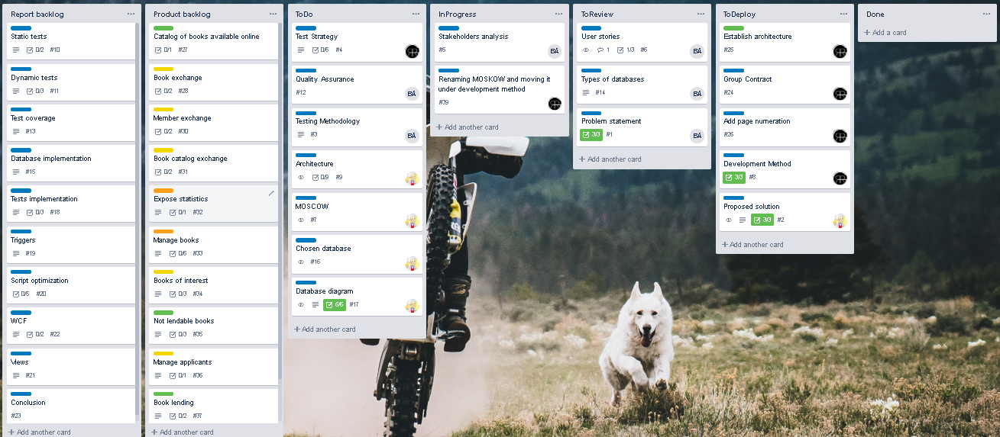 Report backlog
Static tests
0/2 #10
Dynamic tests
0/3 #11
Test coverage
#13
Database implementation
#15
Tests implementation
0/3 #18
Triggers
#19
Script optimization
0/5 #20
WCF
0/2 #22
Views
#21
Conclusion
#23
+ Add another card
Product backlog
Catalog of books available online
0/1 #27
Book exchange
0/2 #28
Member exchange
0/2 #30
Book catalog exchange
0/2 #31
Expose statistics
0/1 #32
Manage books
0/6 #33
Books of interest
0/3 #34
Not lendable books
0/3 #35
Manage applicants
0/1 #36
Book lending
0/2 #37
+ Add another card
ToDo
Test Strategy
0/6 #4
Quality Assurance
#12
BÁ
Testing Methodology
#3
BÁ
Architecture
0/9 #9
MOSCOW
#7
Chosen database
#16
Database diagram
6/6 #17
+ Add another card
InProgress
Stakeholders analysis
#5
BÁ
Renaming MOSKOW and moving it
under development method
#39
+ Add another card
ToReview
User stories
1 1/3 #6
BÁ
Types of databases
#14
BÁ
Problem statement
3/3 #1
BÁ
+ Add another card
ToDeploy
Establish architecture
#25
Group Contract
#24
Add page numeration
#26
Development Method
3/3 #8
Proposed solution
3/3 #2
+ Add another card
Done
+ Add a card